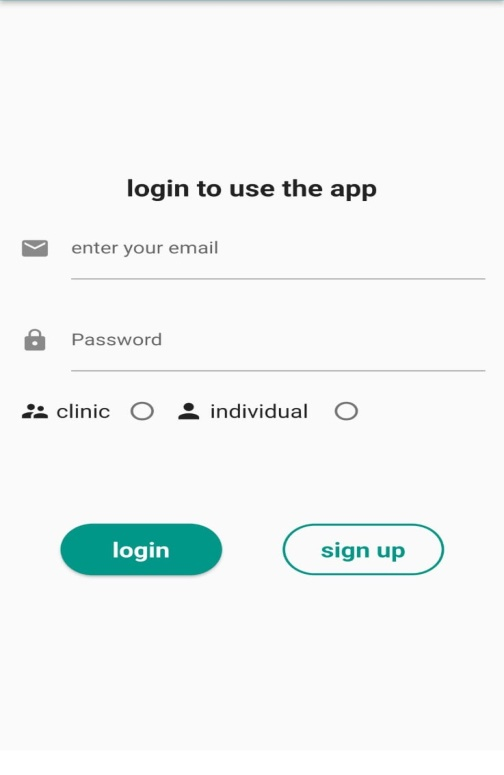 login to use the app
enter your email
Password
clinic individual
login sign up